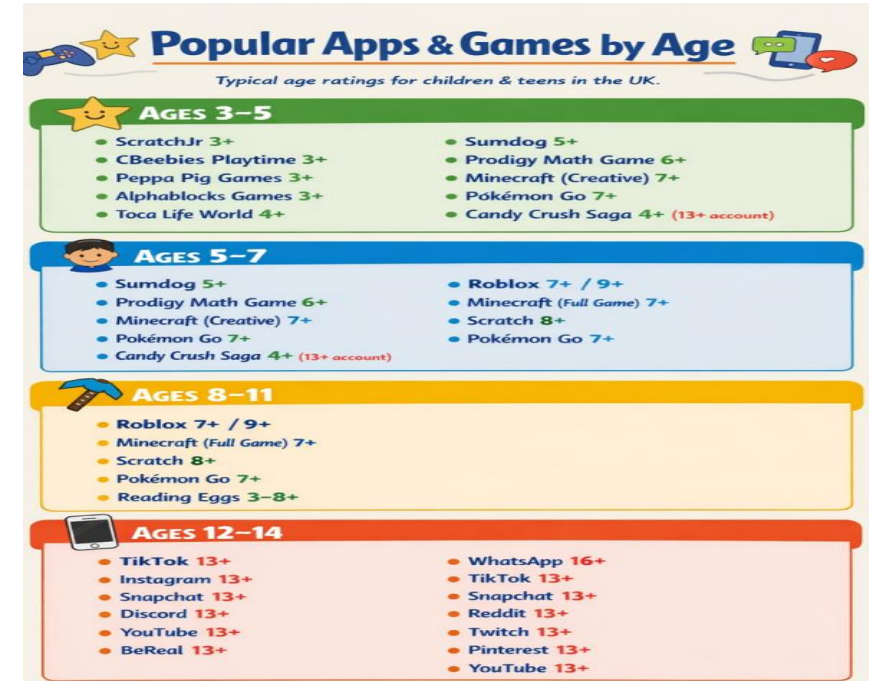 Popular Apps & Games by Age
Typical age ratings for children & teens in the UK.
AGES 3–5
ScratchJr 3+
CBeebies Playtime 3+
Peppa Pig Games 3+
Alphablocks Games 3+
Toca Life World 4+
Sumdog 5+
Prodigy Math Game 6+
Minecraft (Creative) 7+
Pókémon Go 7+
Candy Crush Saga 4+ (13+ account)
AGES 5–7
Sumdog 5+
Prodigy Math Game 6+
Minecraft (Creative) 7+
Pokémon Go 7+
Candy Crush Saga 4+ (13+ account)
Roblox 7+ / 9+
Minecraft (Full Game) 7+
Scratch 8+
Pokémon Go 7+
AGES 8–11
Roblox 7+ / 9+
Minecraft (Full Game) 7+
Scratch 8+
Pokémon Go 7+
Reading Eggs 3–8+
AGES 12–14
TikTok 13+
Instagram 13+
Snapchat 13+
Discord 13+
YouTube 13+
BeReal 13+
WhatsApp 16+
TikTok 13+
Snapchat 13+
Reddit 13+
Twitch 13+
Pinterest 13+
YouTube 13+